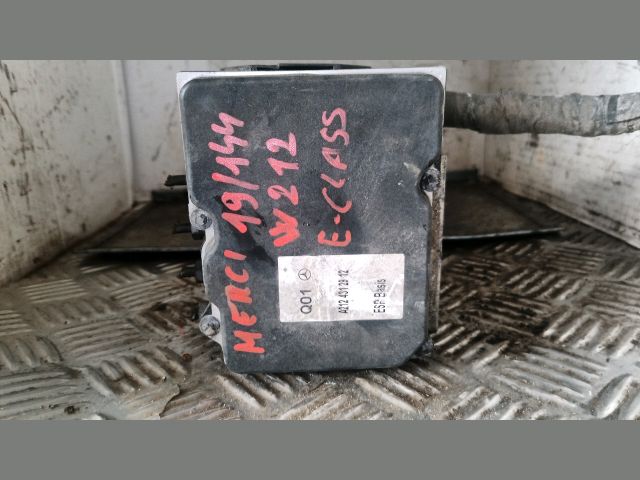 MERCI 19/144
W212
E-CLASS
Q01
A212 431 29 12
ESP Basis